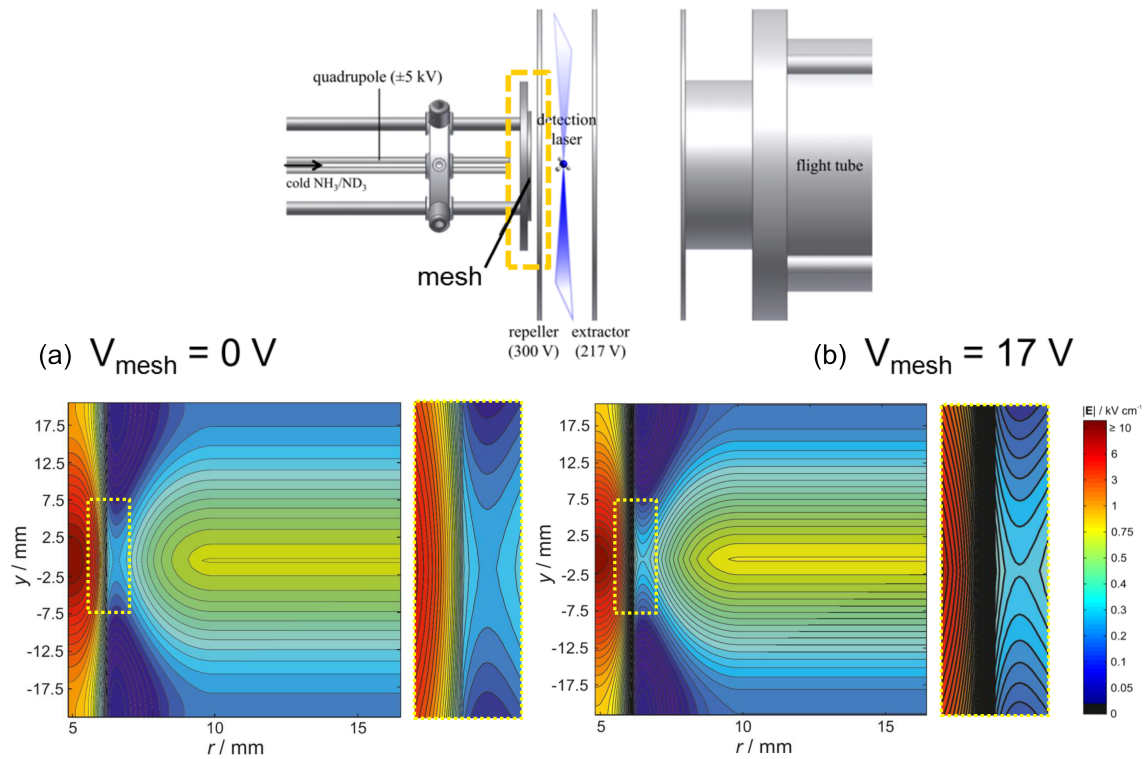 quadrupole (±5 kV)
detection
laser
cold NH3/ND3
flight tube
mesh
repeller
(300 V)
extractor
(217 V)
(a) Vmesh = 0 V
(b) Vmesh = 17 V
17.5
12.5
7.5
2.5
-2.5
-7.5
-12.5
-17.5
y / mm
5
10
15
r / mm
17.5
12.5
7.5
2.5
-2.5
-7.5
-12.5
-17.5
y / mm
5
10
15
r / mm
|E| / kV cm-1
≥ 10
6
3
1
0.75
0.5
0.45
0.4
0.3
0.2
0.1
0.05
0